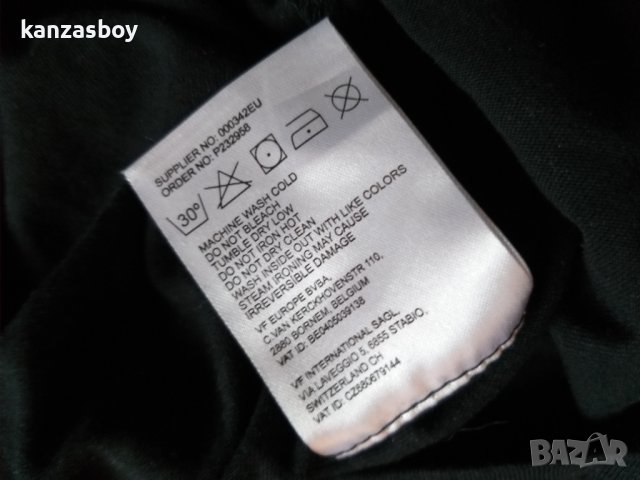 kanzasboy
SUPPLIER NO: 000342EU
ORDER NO: P232958
30°
MACHINE WASH COLD
DO NOT BLEACH
TUMBLE DRY LOW
DO NOT IRON HOT
DO NOT DRY CLEAN
WASH INSIDE OUT WITH LIKE COLORS
STEAM IRONING MAY CAUSE
IRREVERSIBLE DAMAGE
VF EUROPE BVBA,
C.VAN KERCKHOVENSTR 110,
2880 BORNEM, BELGIUM
VAT ID: BE0405039138
VF INTERNATIONAL SAGL,
VIA LAVEGGIO 5, 6855 STABIO,
SWITZERLAND CH
VAT ID: CZ680679144
BAZAR